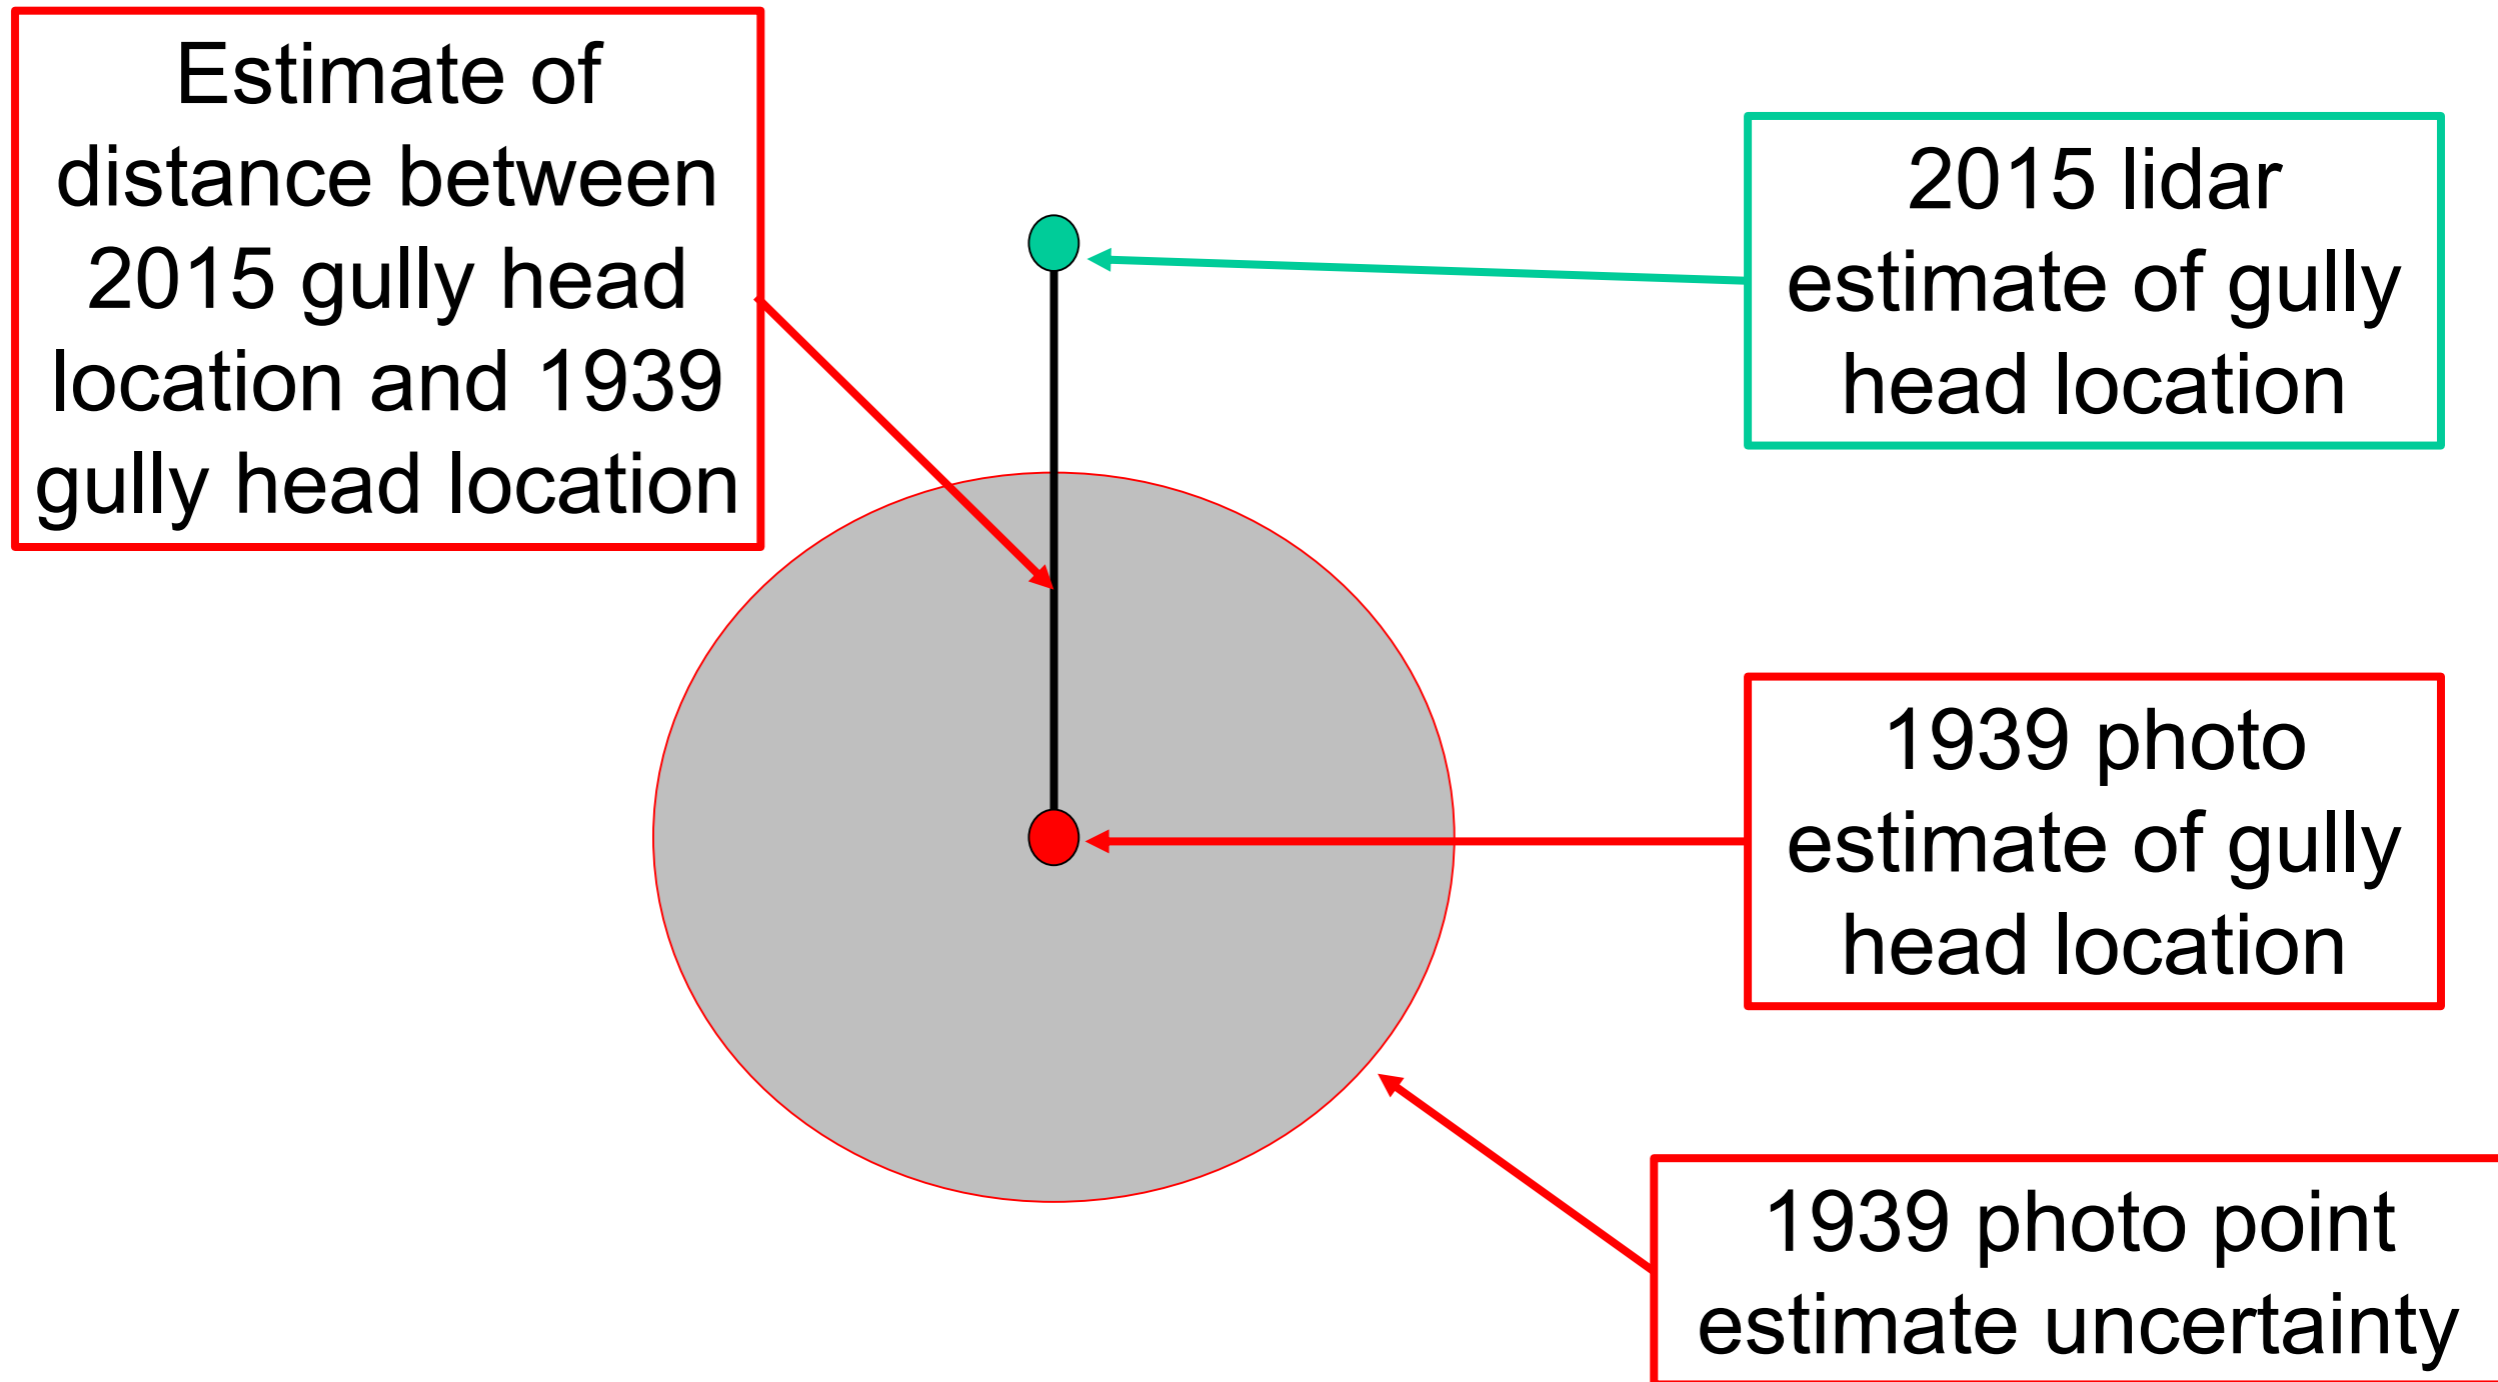 Estimate of
distance between
2015 gully head
location and 1939
gully head location
2015 lidar
estimate of gully
head location
1939 photo
estimate of gully
head location
1939 photo point
estimate uncertainty